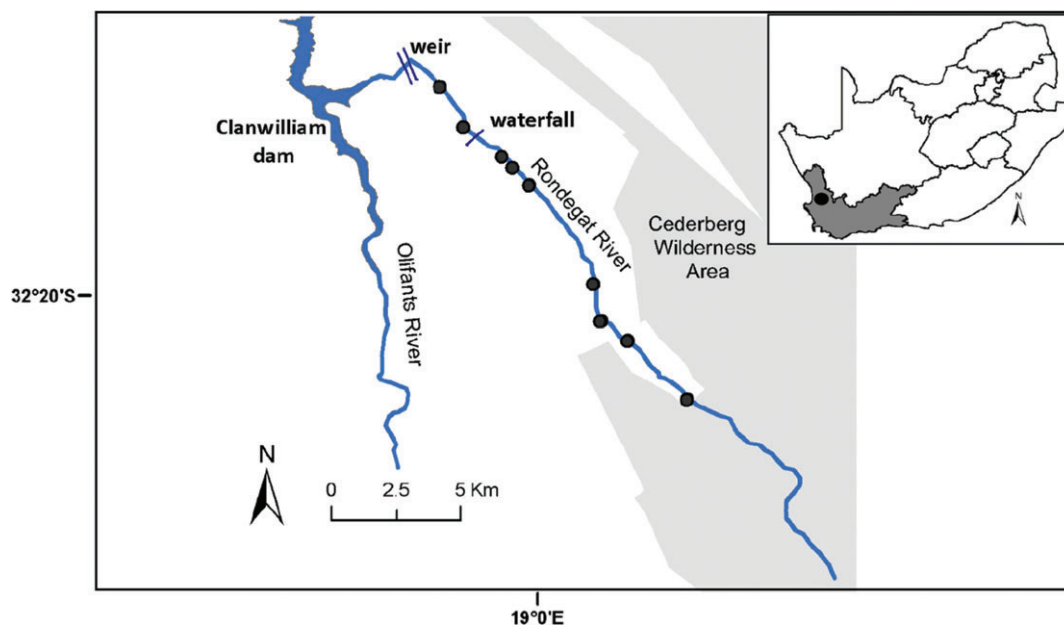 weir
waterfall
Clanwilliam
dam
Rondegat River
Cederberg
Wilderness
Area
N
32°20'S
Olifants River
N
0 2.5 5 Km
19°0'E